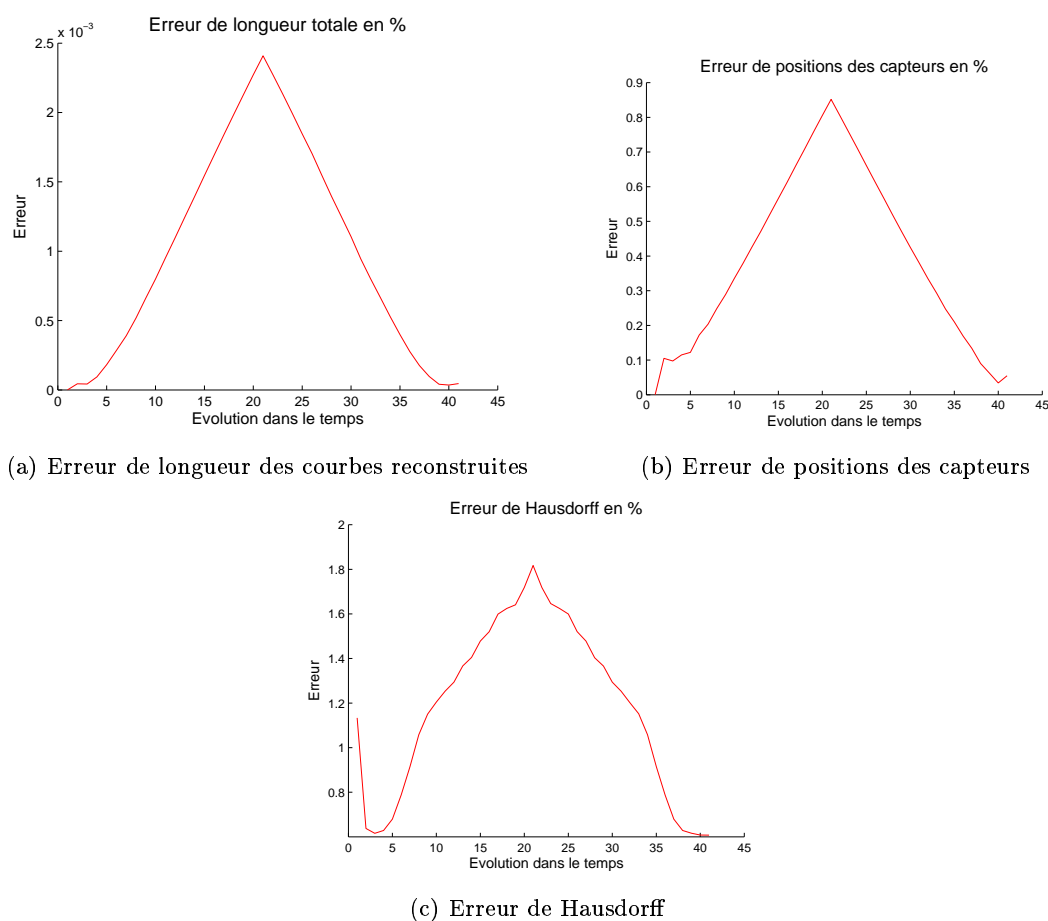 Erreur de longueur totale en %
x 10⁻³
2.5
2
1.5
1
0.5
0
Erreur
0 5 10 15 20 25 30 35 40 45
Evolution dans le temps
(a) Erreur de longueur des courbes reconstruites
Erreur de positions des capteurs en %
0.9
0.8
0.7
0.6
0.5
0.4
0.3
0.2
0.1
0
Erreur
0 5 10 15 20 25 30 35 40 45
Evolution dans le temps
(b) Erreur de positions des capteurs
Erreur de Hausdorff en %
2
1.8
1.6
1.4
1.2
1
0.8
Erreur
0 5 10 15 20 25 30 35 40 45
Evolution dans le temps
(c) Erreur de Hausdorff